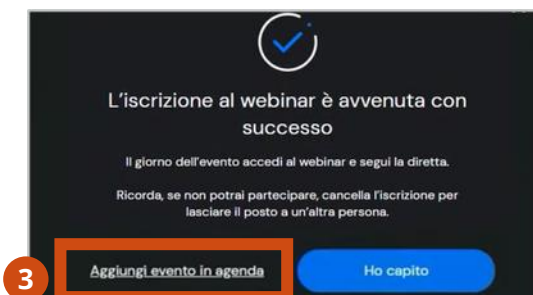 L'iscrizione al webinar è avvenuta con
successo
Il giorno dell'evento accedi al webinar e segui la diretta.
Ricorda, se non potrai partecipare, cancella l'iscrizione per
lasciare il posto a un'altra persona.
3
Aggiungi evento in agenda
Ho capito